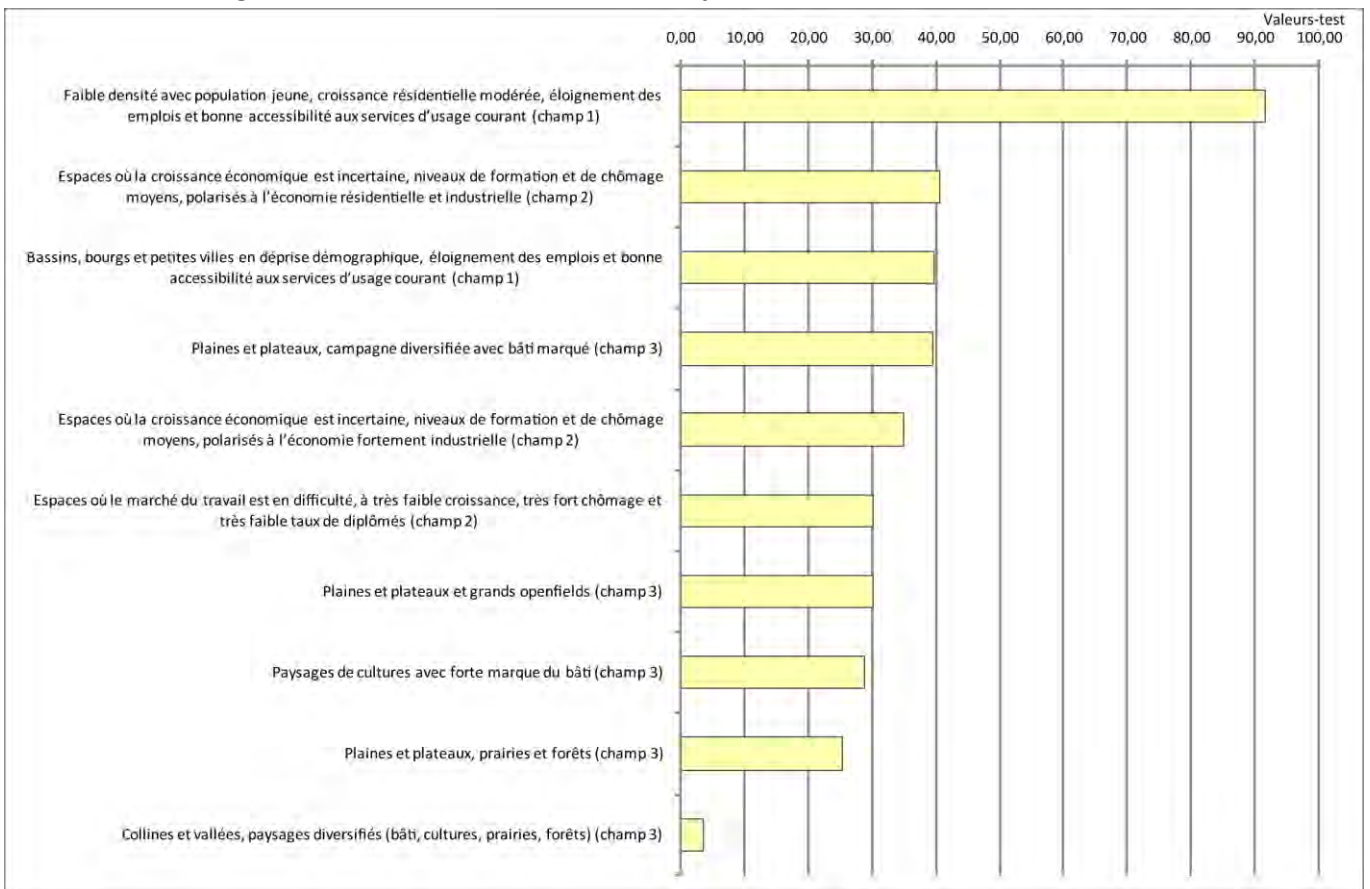 Valeurs-test
0,00 10,00 20,00 30,00 40,00 50,00 60,00 70,00 80,00 90,00 100,00
Faible densité avec population jeune, croissance résidentielle modérée, éloignement des
emplois et bonne accessibilité aux services d'usage courant (champ 1)
Espaces où la croissance économique est incertaine, niveaux de formation et de chômage
moyens, polarisés à l'économie résidentielle et industrielle (champ 2)
Bassins, bourgs et petites villes en déprise démographique, éloignement des emplois et bonne
accessibilité aux services d'usage courant (champ 1)
Plaines et plateaux, campagne diversifiée avec bâti marqué (champ 3)
Espaces où la croissance économique est incertaine, niveaux de formation et de chômage
moyens, polarisés à l'économie fortement industrielle (champ 2)
Espaces où le marché du travail est en difficulté, à très faible croissance, très fort chômage et
très faible taux de diplômés (champ 2)
Plaines et plateaux et grands openfields (champ 3)
Paysages de cultures avec forte marque du bâti (champ 3)
Plaines et plateaux, prairies et forêts (champ 3)
Collines et vallées, paysages diversifiés (bâti, cultures, prairies, forêts) (champ 3)